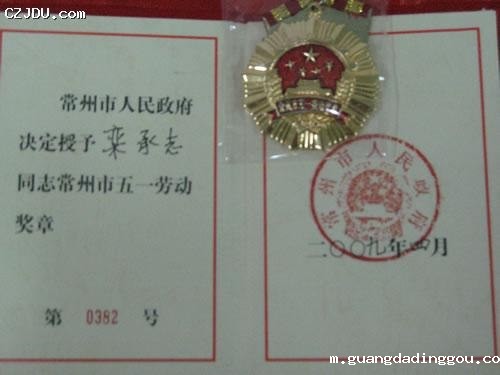 CZJDU.com
常州市人民政府
决定授予 栾承志
同志常州市五一劳动
奖章
第 0382 号
常州市人民政府
二〇〇九年四月
m.guangdadinggou.com